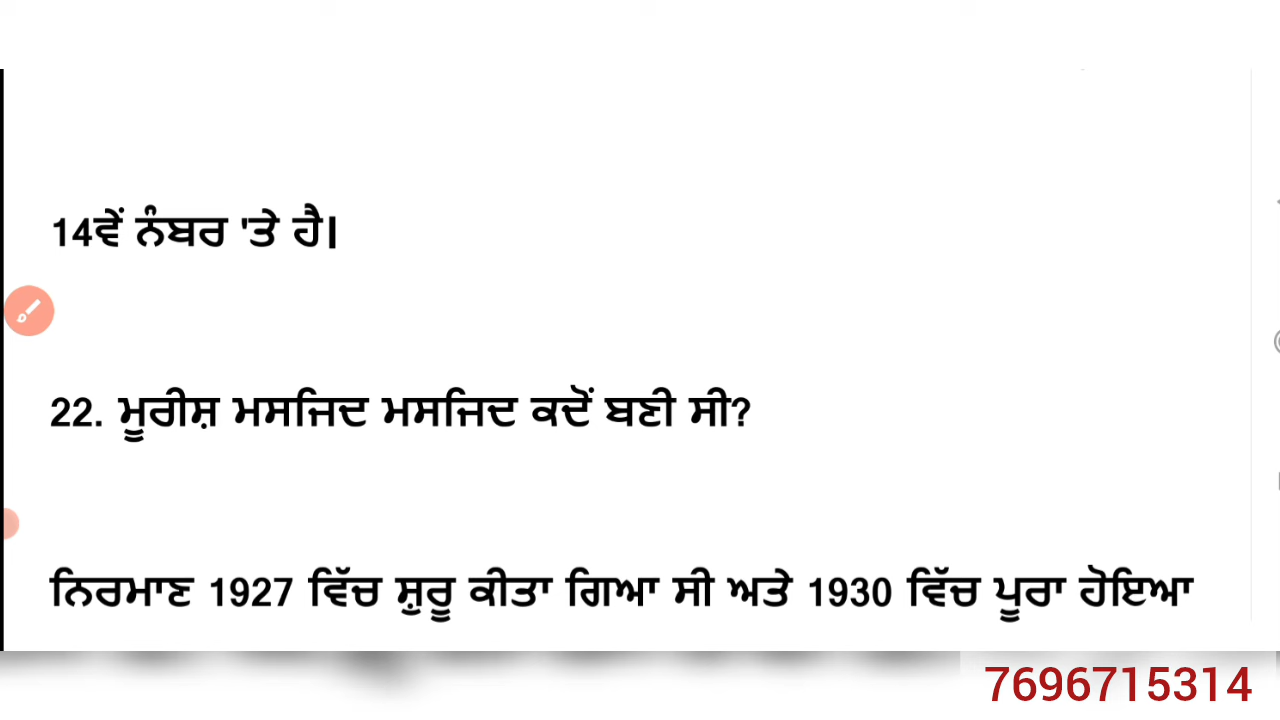 14ਵੇਂ ਨੰਬਰ 'ਤੇ ਹੈ।
22. ਮੂਰੀਸ਼ ਮਸਜਿਦ ਮਸਜਿਦ ਕਦੋਂ ਬਣੀ ਸੀ?
ਨਿਰਮਾਣ 1927 ਵਿੱਚ ਸ਼ੁਰੂ ਕੀਤਾ ਗਿਆ ਸੀ ਅਤੇ 1930 ਵਿੱਚ ਪੂਰਾ ਹੋਇਆ
7696715314